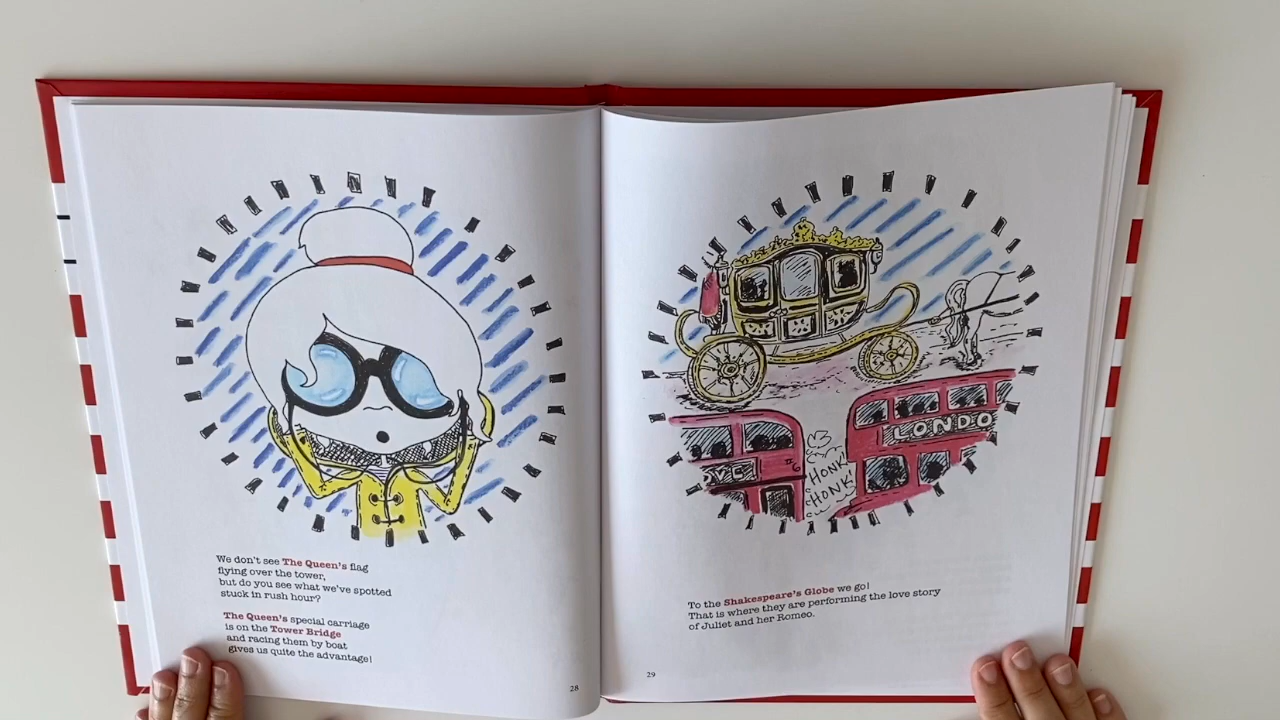 We don't see The Queen's flag
flying over the tower,
but do you see what we've spotted
stuck in rush hour?
The Queen's special carriage
is on the Tower Bridge
and racing them by boat
gives us quite the advantage!
28
HONK!
HONK!
LONDO
To the Shakespeare's Globe we go!
That is where they are performing the love story
of Juliet and her Romeo.
29